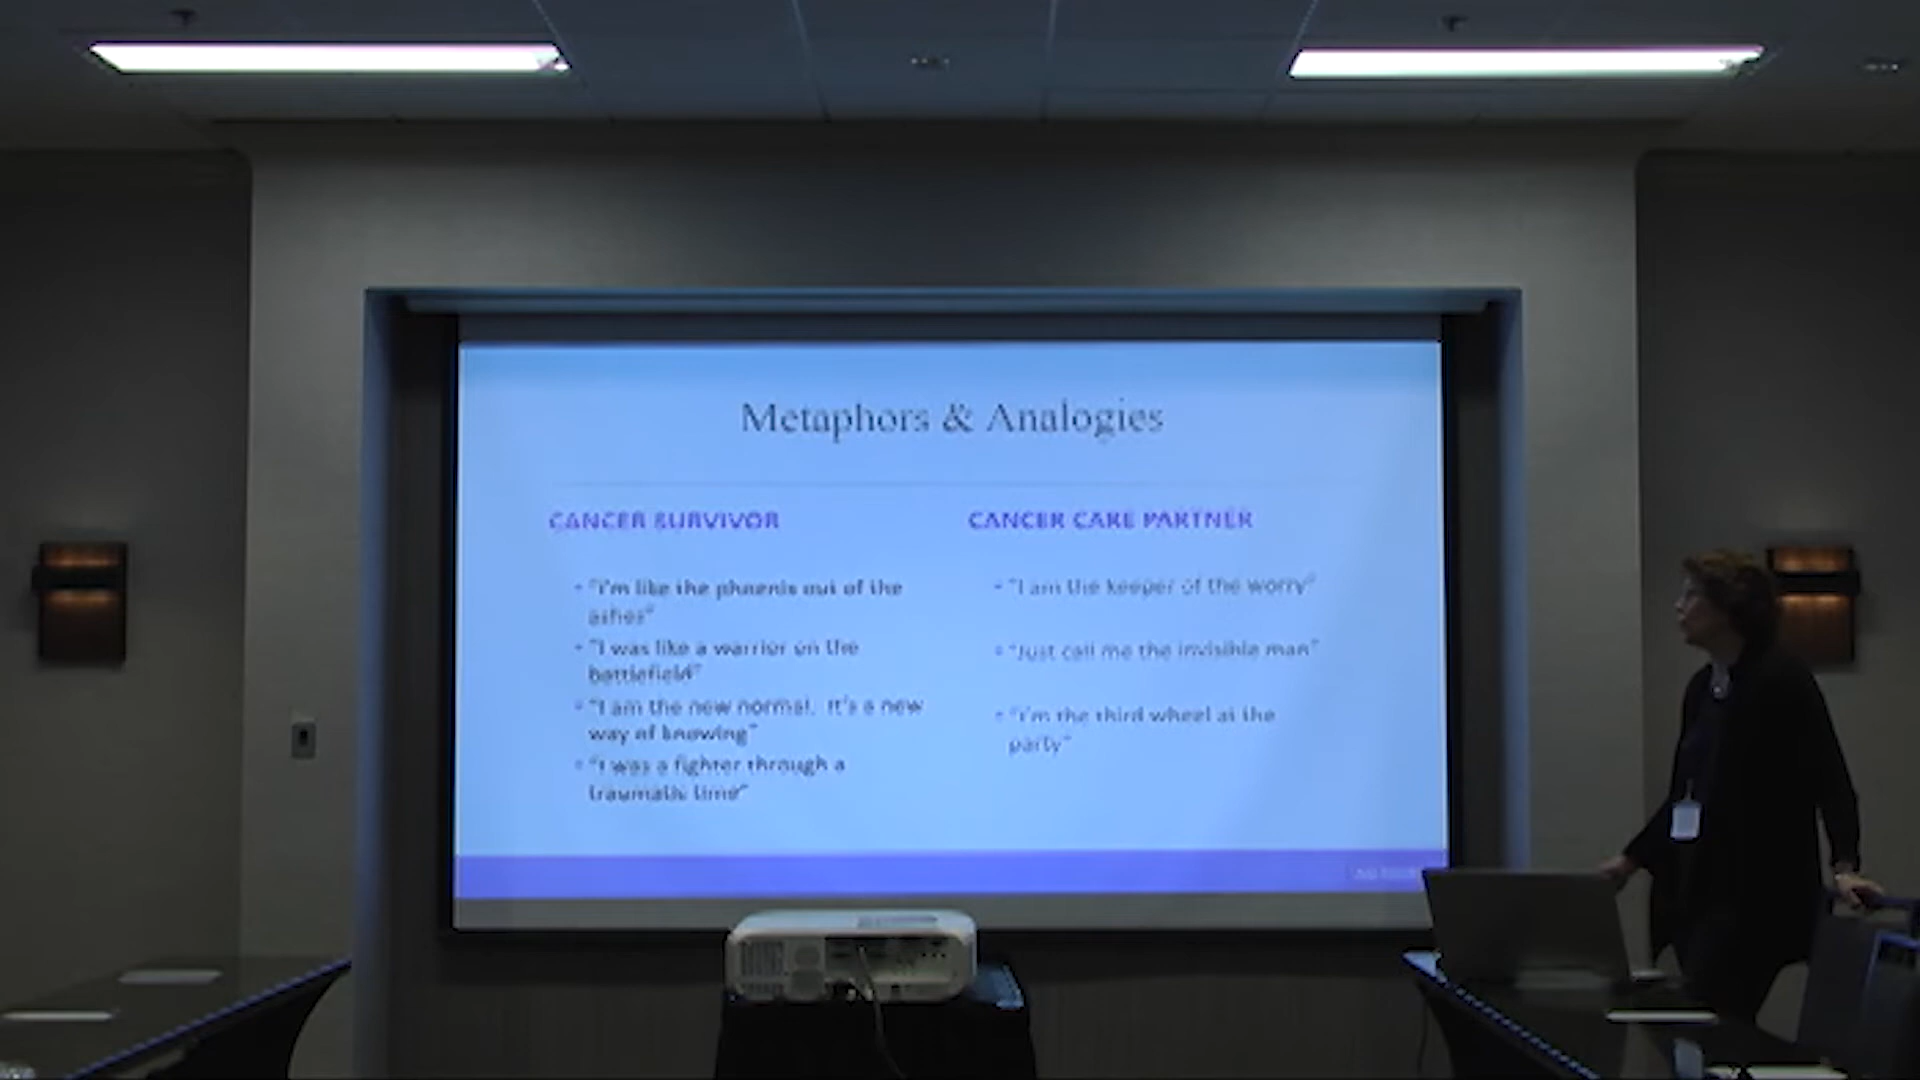 Metaphors & Analogies
CANCER SURVIVOR
• "I'm like the phoenix out of the
ashes"
• "I was like a warrior on the
battlefield"
• "I am the new normal. It's a new
way of knowing"
• "I was a fighter through a
traumatic time"
CANCER CARE PARTNER
• "I am the keeper of the worry"
• "Just call me the invisible man"
• "I'm the third wheel at the
party"